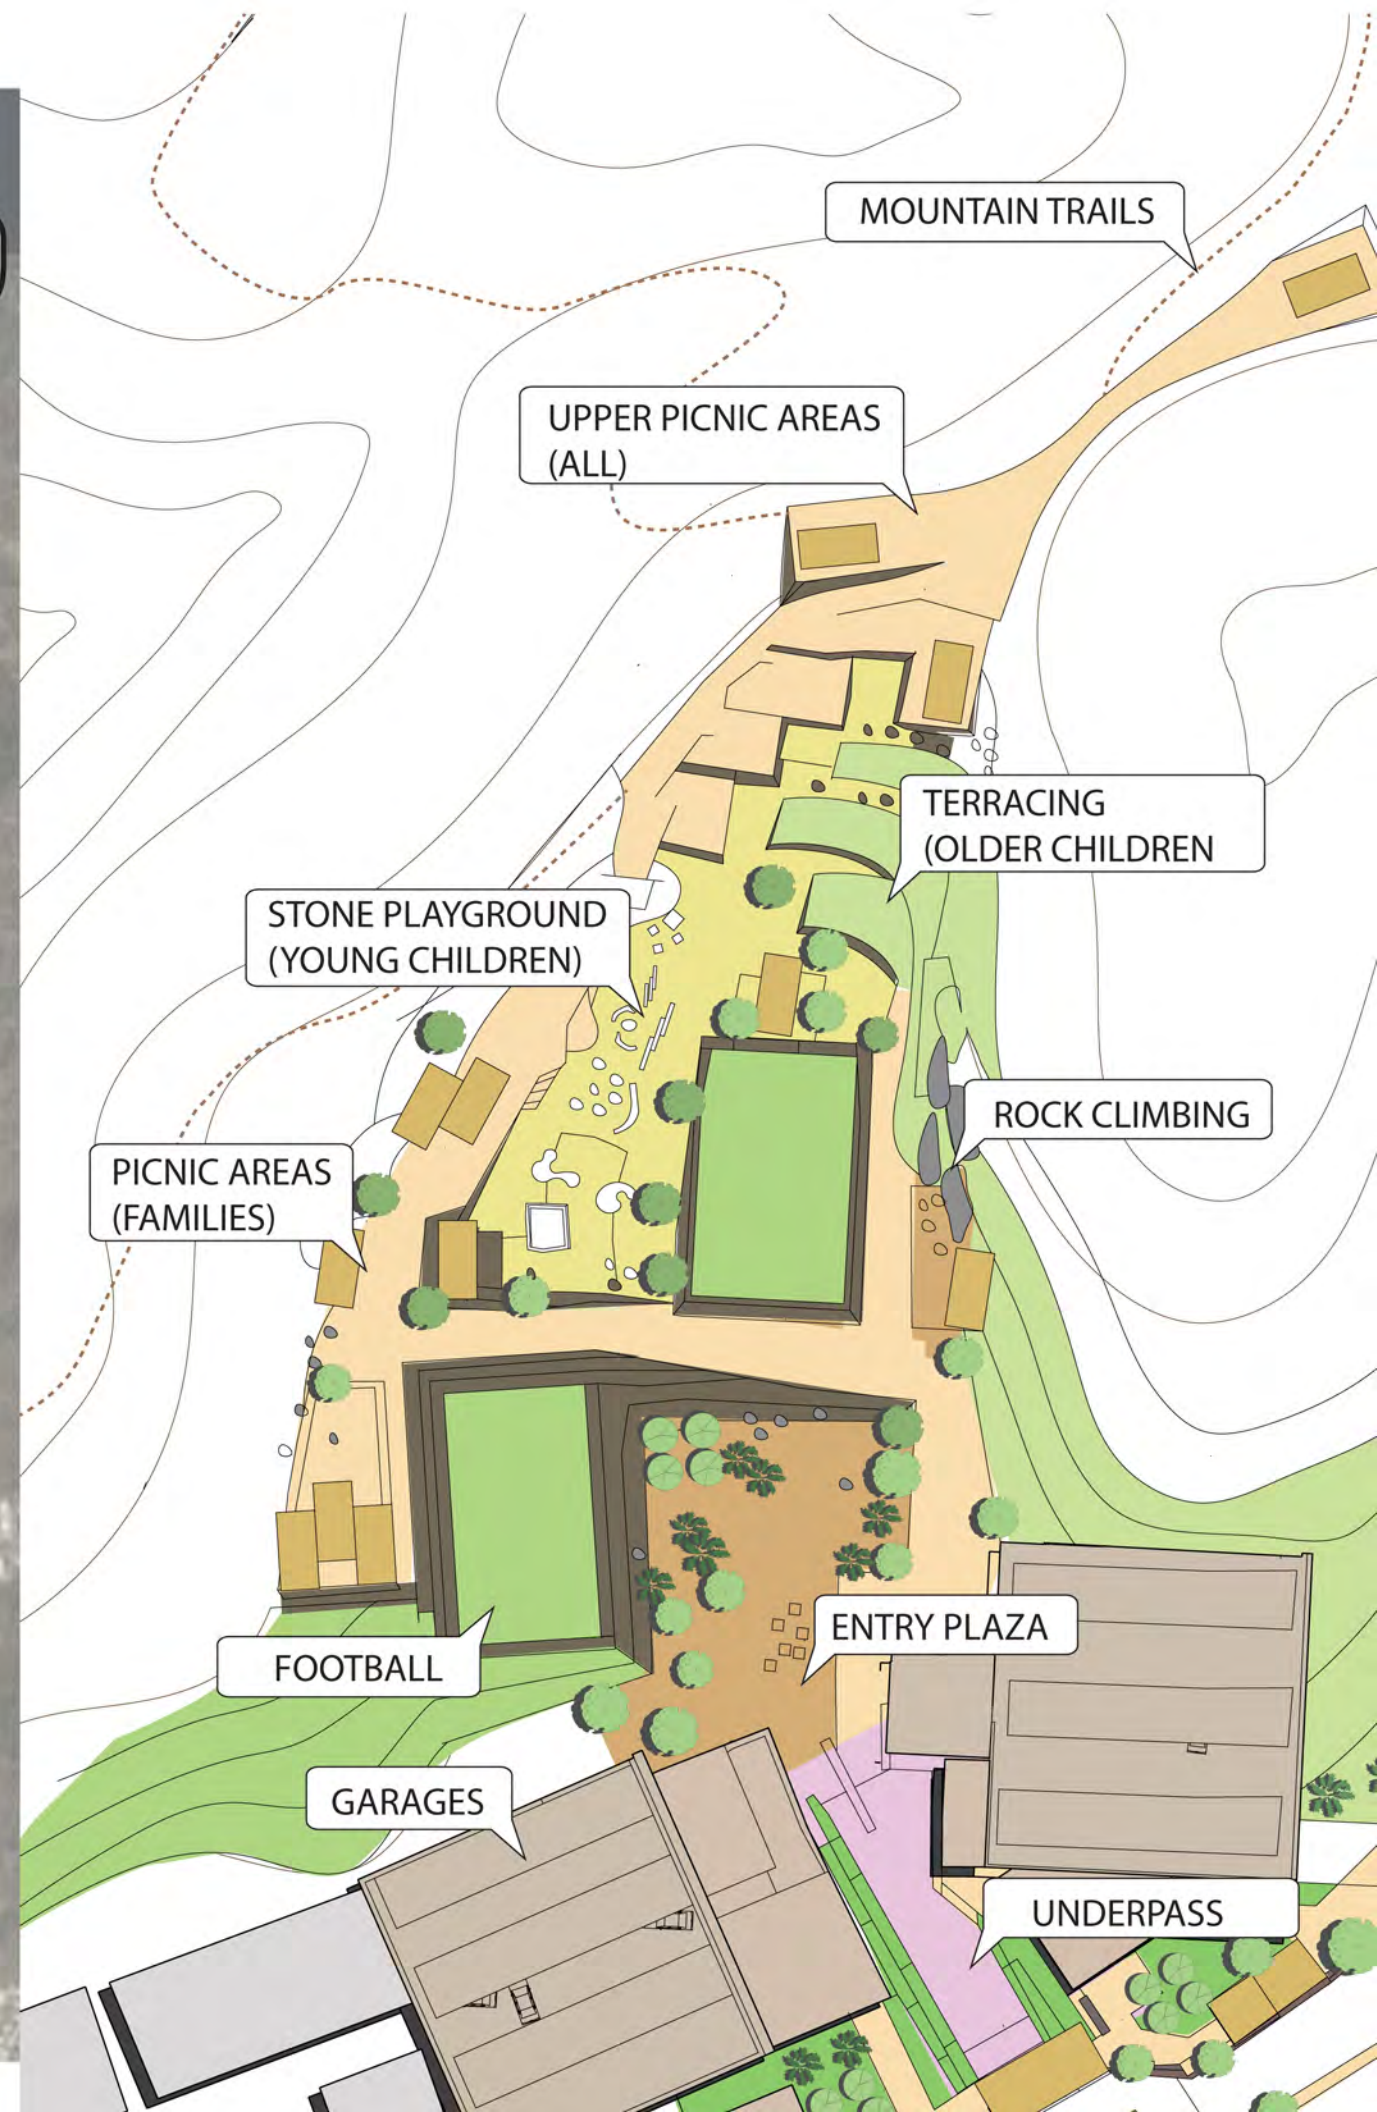 MOUNTAIN TRAILS
UPPER PICNIC AREAS
(ALL)
TERRACING
(OLDER CHILDREN
STONE PLAYGROUND
(YOUNG CHILDREN)
ROCK CLIMBING
PICNIC AREAS
(FAMILIES)
ENTRY PLAZA
FOOTBALL
GARAGES
UNDERPASS